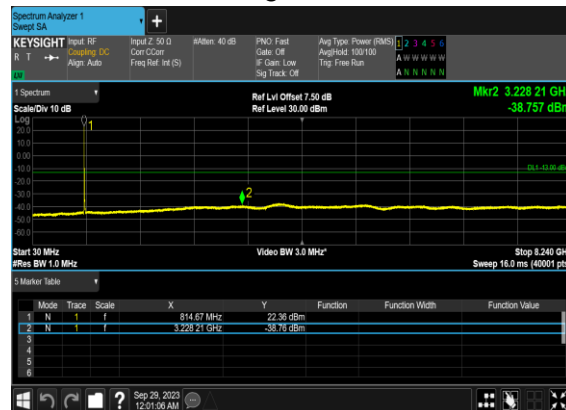 Spectrum Analyzer 1
Swept SA
+
KEYSIGHT Input: RF Input Z: 50 Ω #Atten: 40 dB PNO: Fast Avg Type: Power (RMS) 1 2 3 4 5 6
R T Coupling: DC Corr CCorr Gate: Off Avg|Hold: 100/100 A W W W W W
Align: Auto Freq Ref: Int (S) IF Gain: Low Trig: Free Run
LW Sig Track: Off A N N N N N
1 Spectrum Ref Lvl Offset 7.50 dB Mkr2 3.228 21 GH
Scale/Div 10 dB Ref Level 30.00 dBm -38.757 dB
Log
20.0
10.0
0.00
-10.0
-20.0
-30.0
-40.0
-50.0
-60.0
1
2
DL1 -13.00 dB
Start 30 MHz Video BW 3.0 MHz* Stop 8.240 GH
#Res BW 1.0 MHz Sweep 16.0 ms (40001 pts
5 Marker Table
Mode Trace Scale X Y Function Function Width Function Value
1 N 1 f 814.67 MHz 22.36 dBm
2 N 1 f 3.228 21 GHz -38.76 dBm
3
4
5
6
? Sep 29, 2023
12:01:06 AM